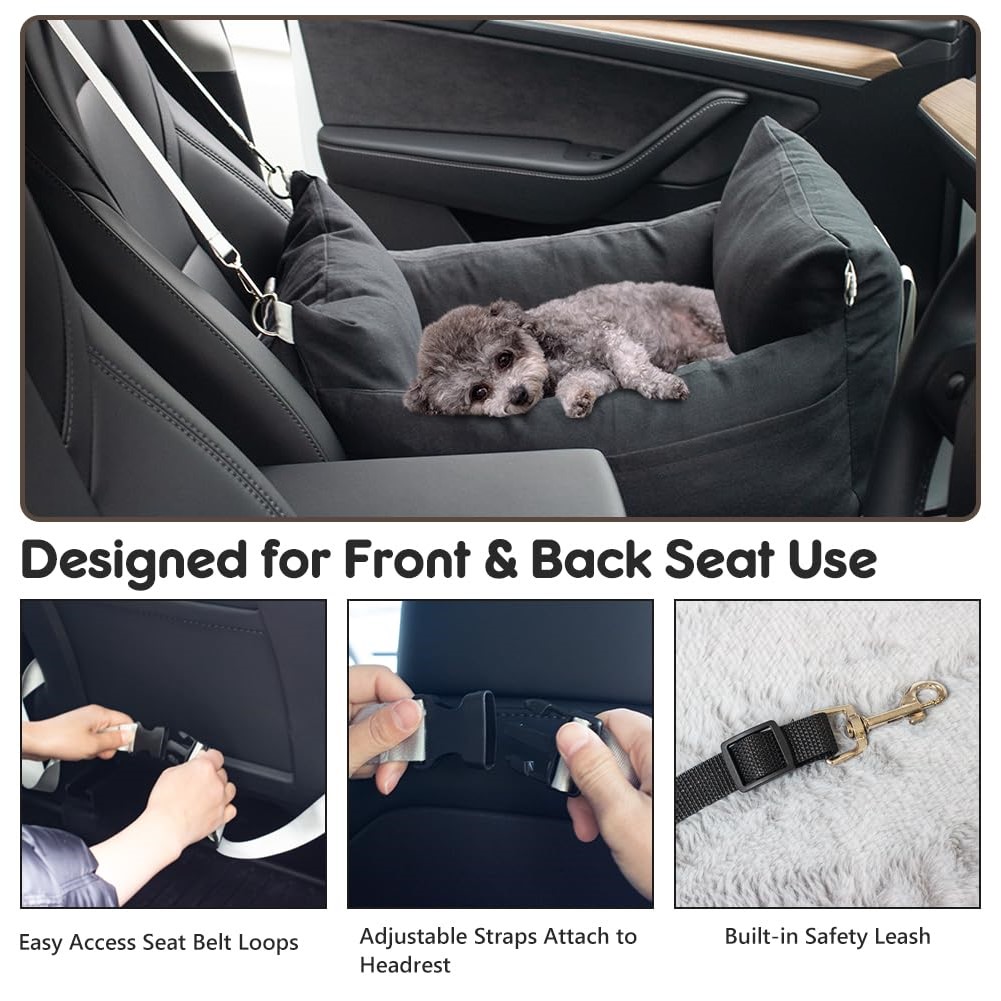 Designed for Front & Back Seat Use
Easy Access Seat Belt Loops
Adjustable Straps Attach to
Headrest
Built-in Safety Leash